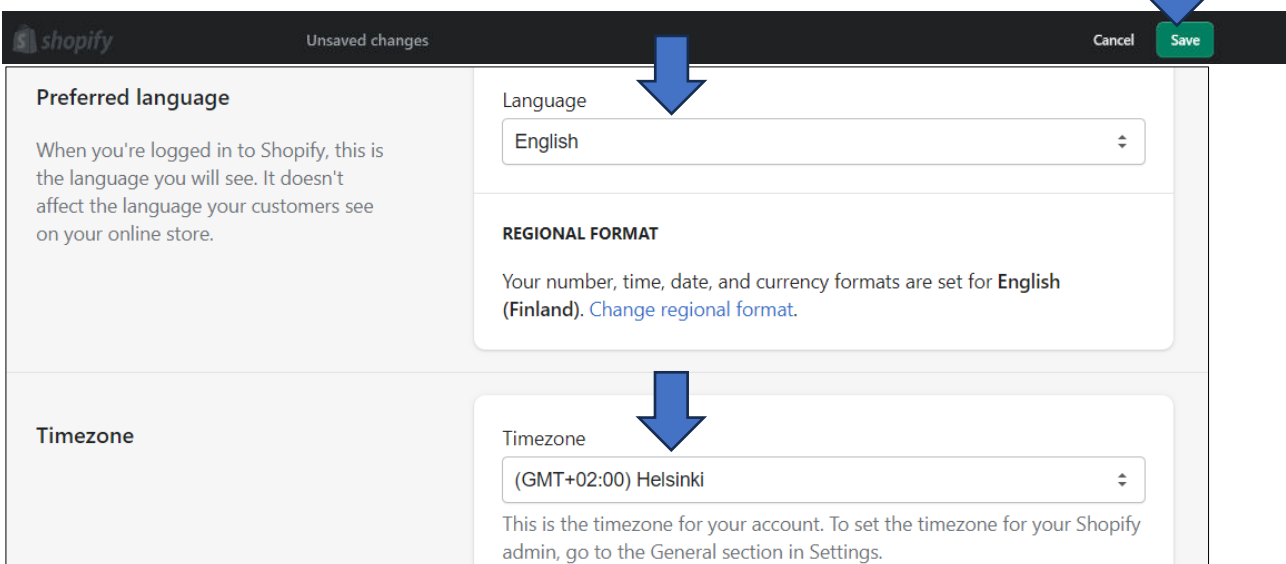 shopify
Unsaved changes
Cancel
Save
Preferred language
When you're logged in to Shopify, this is
the language you will see. It doesn't
affect the language your customers see
on your online store.
Language
English
REGIONAL FORMAT
Your number, time, date, and currency formats are set for English
(Finland). Change regional format.
Timezone
Timezone
(GMT+02:00) Helsinki
This is the timezone for your account. To set the timezone for your Shopify
admin, go to the General section in Settings.